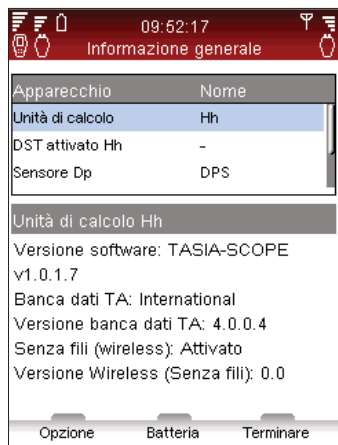 09:52:17
Informazione generale
Apparecchio Nome
Unità di calcolo Hh
DST attivato Hh -
Sensore Dp DPS
Unità di calcolo Hh
Versione software: TASIA-SCOPE
v1.0.1.7
Banca dati TA: International
Versione banca dati TA: 4.0.0.4
Senza fili (wireless): Attivato
Versione Wireless (Senza fili): 0.0
Opzione Batteria Terminare